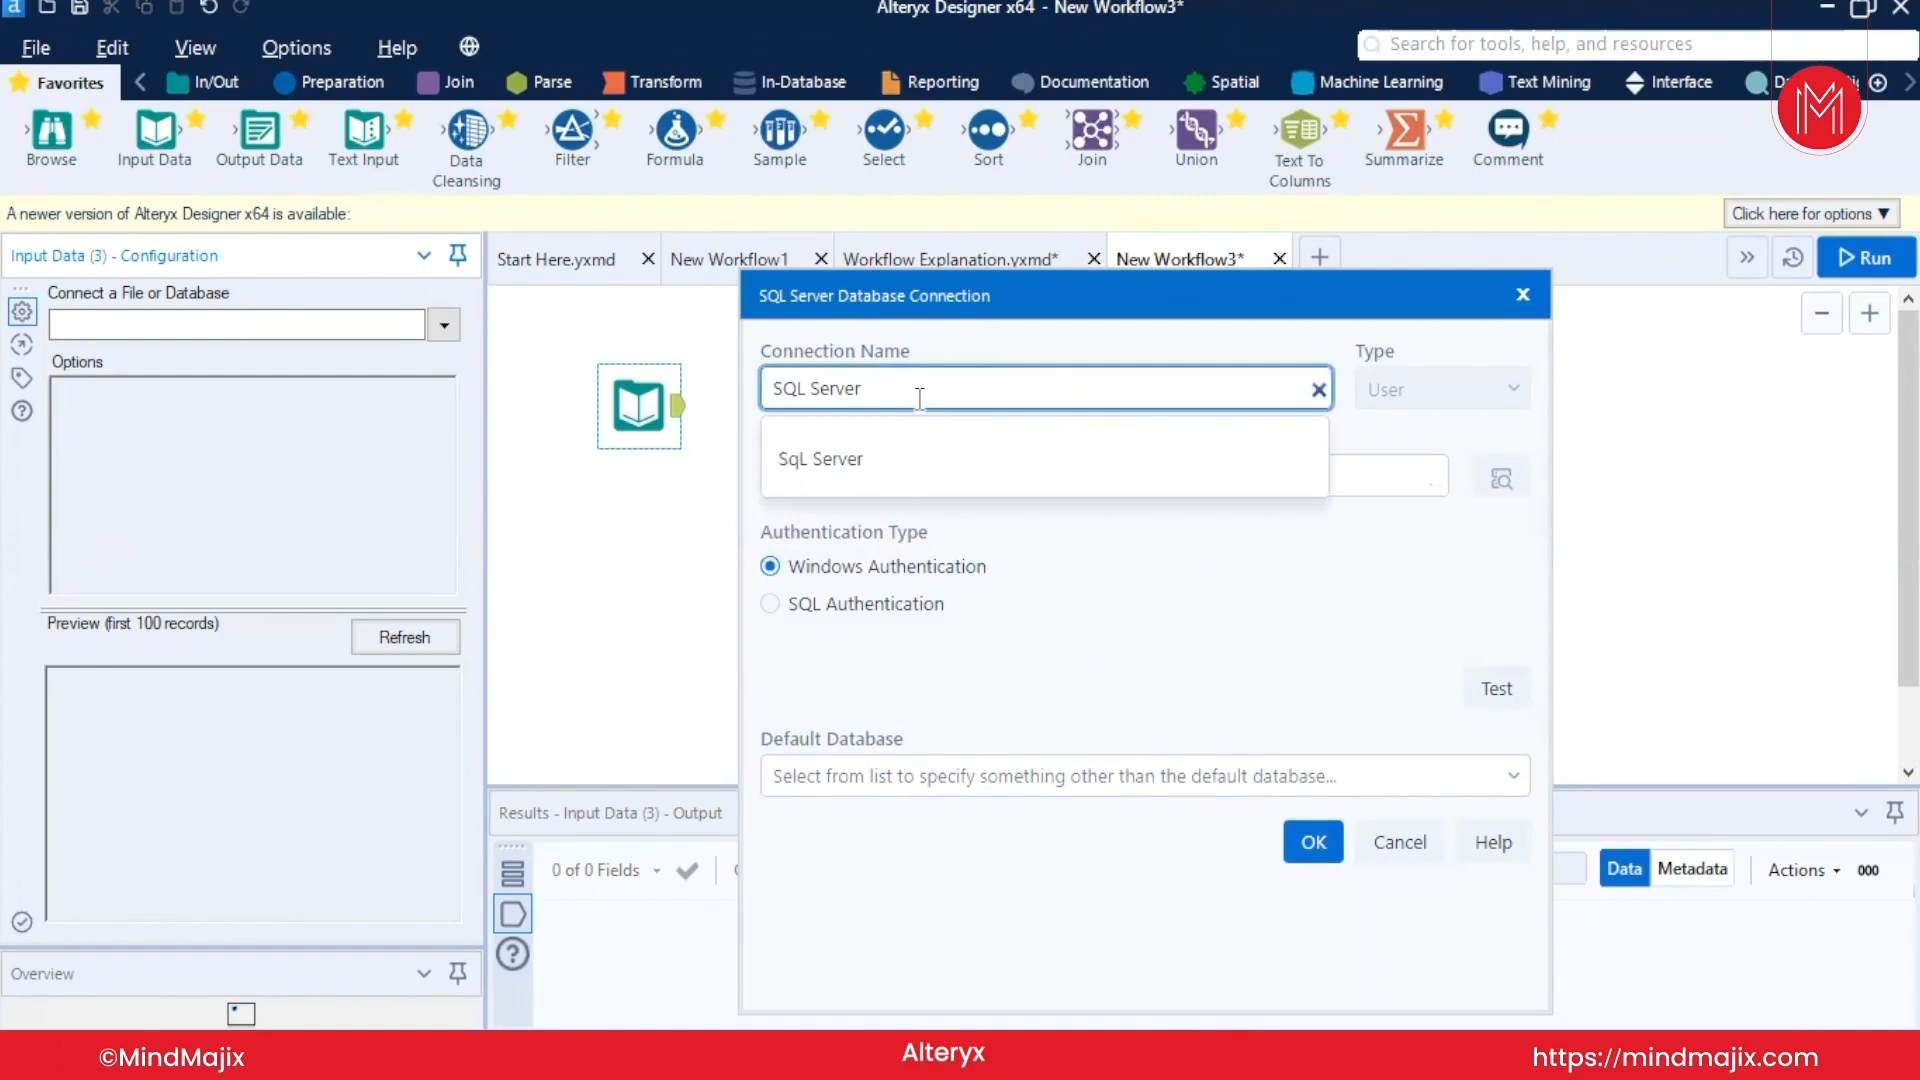 Alteryx Designer x64 - New Workflow3*
File Edit View Options Help
Search for tools, help, and resources
Favorites In/Out Preparation Join Parse Transform In-Database Reporting Documentation Spatial Machine Learning Text Mining Interface
Browse Input Data Output Data Text Input Data Cleansing Filter Formula Sample Select Sort Join Union Text To Columns Summarize Comment
A newer version of Alteryx Designer x64 is available:
Click here for options ▼
Input Data (3) - Configuration
Start Here.yxmd New Workflow1 Workflow Explanation.yxmd* New Workflow3*
Run
Connect a File or Database
Options
Preview (first 100 records)
Refresh
Overview
SQL Server Database Connection
Connection Name
Type
SQL Server
User
SqL Server
Authentication Type
Windows Authentication
SQL Authentication
Test
Default Database
Select from list to specify something other than the default database...
OK Cancel Help
Results - Input Data (3) - Output
0 of 0 Fields
Data Metadata
Actions
000
©MindMajix
Alteryx
https://mindmajix.com